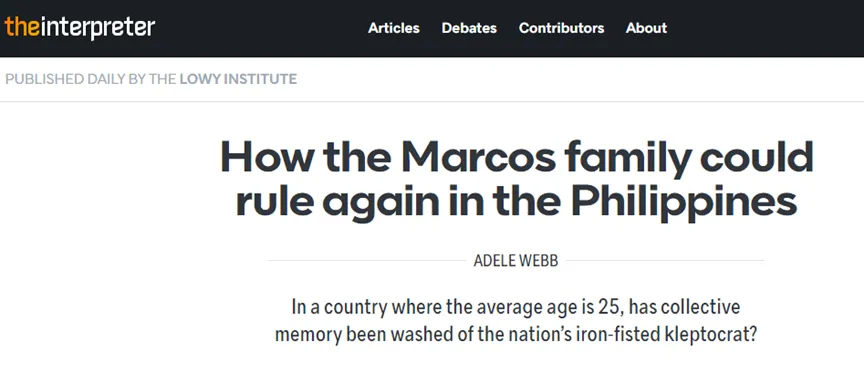 theinterpreter
Articles Debates Contributors About
PUBLISHED DAILY BY THE LOWY INSTITUTE
How the Marcos family could
rule again in the Philippines
ADELE WEBB
In a country where the average age is 25, has collective
memory been washed of the nation's iron-fisted kleptocrat?